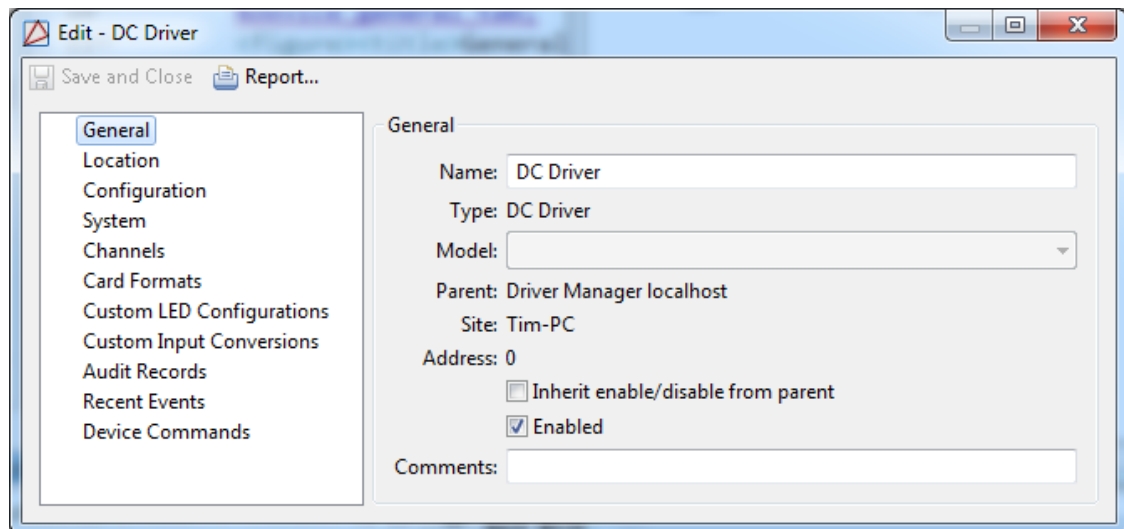 Edit - DC Driver
Save and Close Report...
General
Location
Configuration
System
Channels
Card Formats
Custom LED Configurations
Custom Input Conversions
Audit Records
Recent Events
Device Commands
General
Name: DC Driver
Type: DC Driver
Model:
Parent: Driver Manager localhost
Site: Tim-PC
Address: 0
Inherit enable/disable from parent
Enabled
Comments: